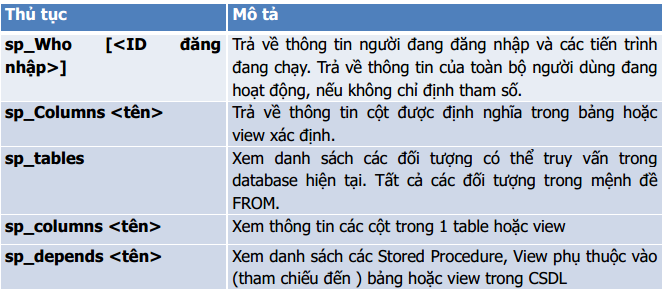 Thủ tục
Mô tả
sp_Who [<ID đăng
nhập>]
Trả về thông tin người đang đăng nhập và các tiến trình
đang chạy. Trả về thông tin của toàn bộ người dùng đang
hoạt động, nếu không chỉ định tham số.
sp_Columns <tên>
Trả về thông tin cột được định nghĩa trong bảng hoặc
view xác định.
sp_tables
Xem danh sách các đối tượng có thể truy vấn trong
database hiện tại. Tất cả các đối tượng trong mệnh đề
FROM.
sp_columns <tên>
Xem thông tin các cột trong 1 table hoặc view
sp_depends <tên>
Xem danh sách các Stored Procedure, View phụ thuộc vào
(tham chiếu đến ) bảng hoặc view trong CSDL